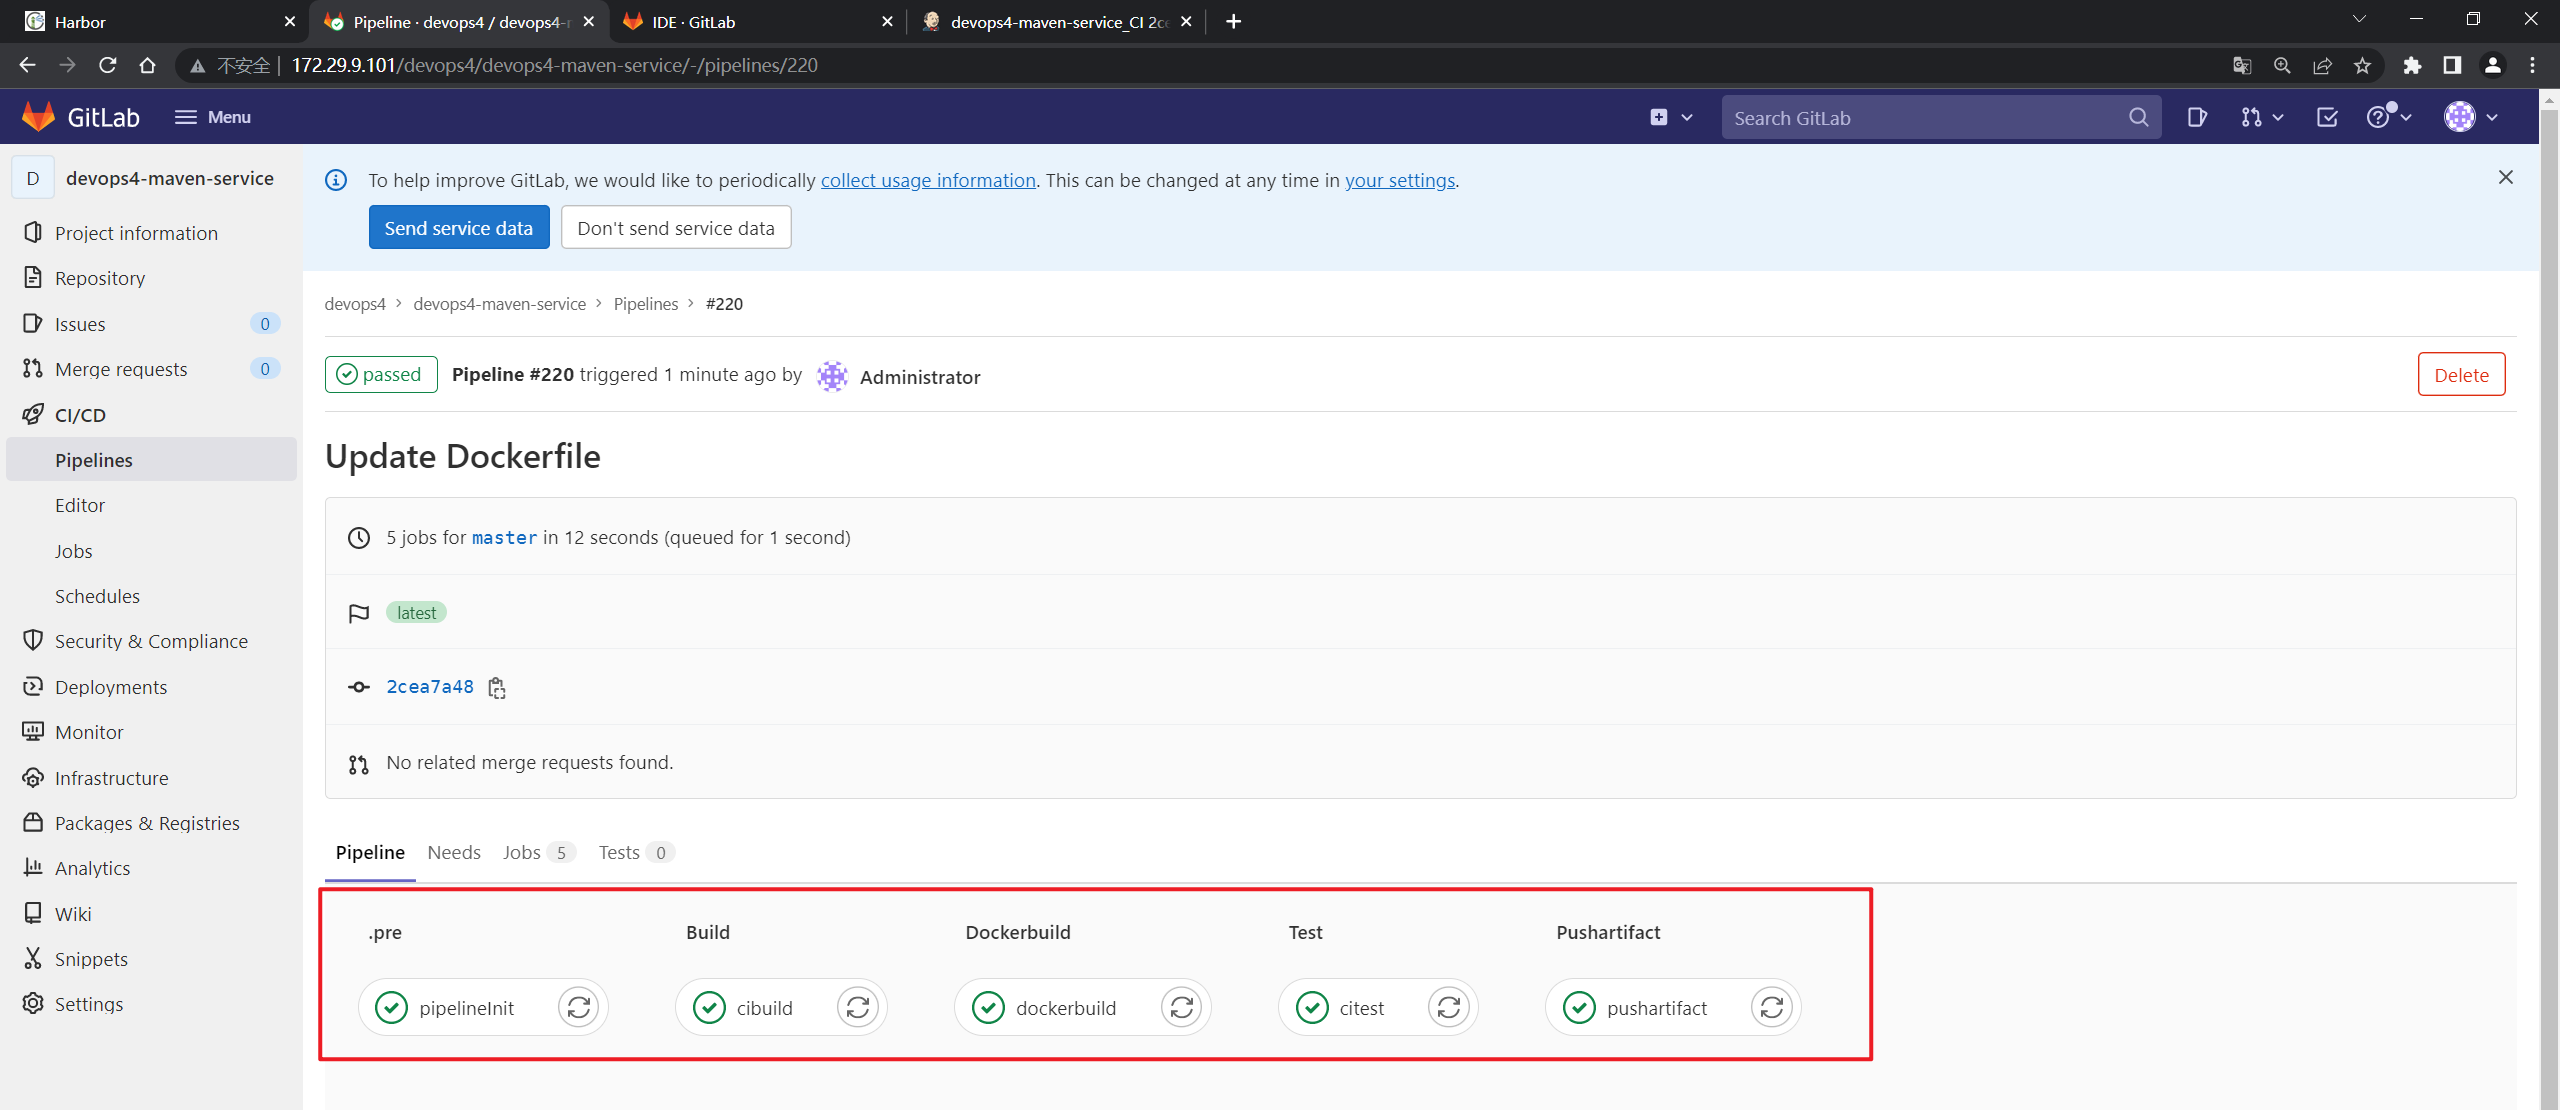 Harbor
Pipeline · devops4 / devops4-
IDE · GitLab
devops4-maven-service_CI 2ce
不安全 | 172.29.9.101/devops4/devops4-maven-service/-/pipelines/220
GitLab
Menu
Search GitLab
D devops4-maven-service
Project information
Repository
Issues 0
Merge requests 0
CI/CD
Pipelines
Editor
Jobs
Schedules
Security & Compliance
Deployments
Monitor
Infrastructure
Packages & Registries
Analytics
Wiki
Snippets
Settings
To help improve GitLab, we would like to periodically collect usage information. This can be changed at any time in your settings.
Send service data
Don't send service data
devops4 > devops4-maven-service > Pipelines > #220
passed Pipeline #220 triggered 1 minute ago by Administrator
Delete
Update Dockerfile
5 jobs for master in 12 seconds (queued for 1 second)
latest
2cea7a48
No related merge requests found.
Pipeline Needs Jobs 5 Tests 0
.pre Build Dockerbuild Test Pushartifact
pipelineInit cibuild dockerbuild citest pushartifact